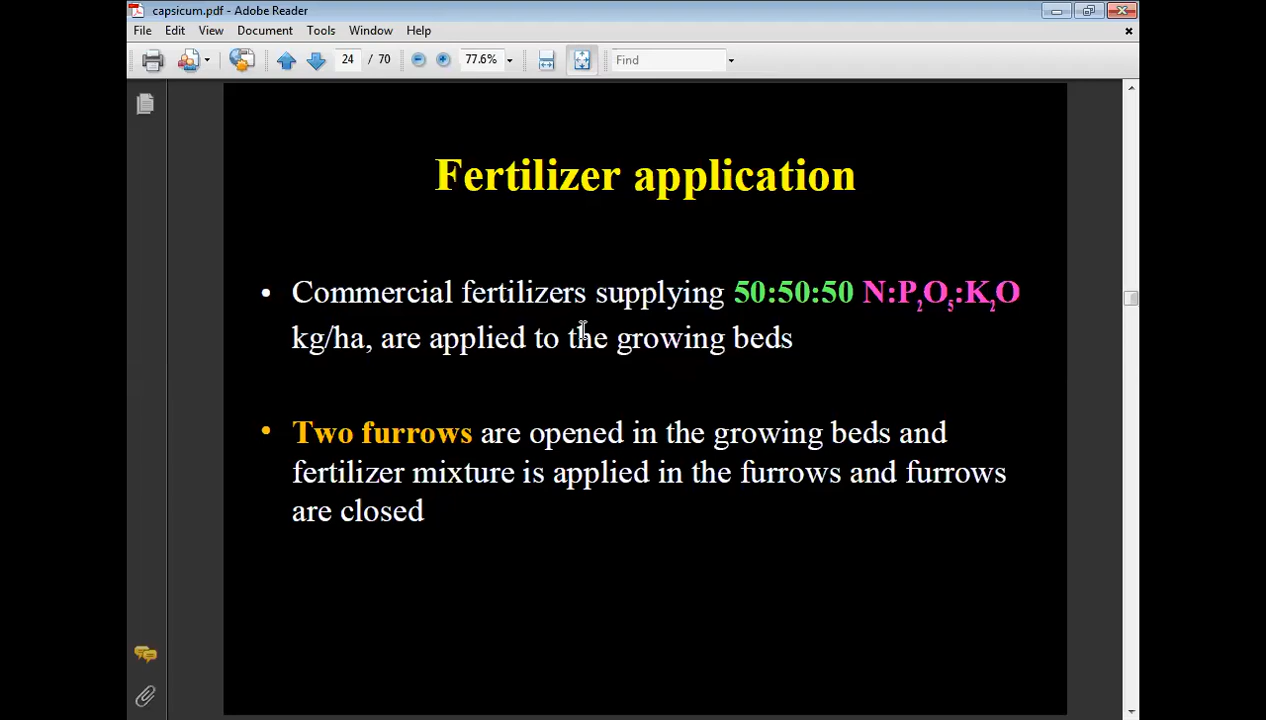 capsicum.pdf - Adobe Reader
File Edit View Document Tools Window Help
24 / 70 77.6% Find
Fertilizer application
• Commercial fertilizers supplying 50:50:50 N:P₂O₅:K₂O
kg/ha, are applied to the growing beds
• Two furrows are opened in the growing beds and
fertilizer mixture is applied in the furrows and furrows
are closed